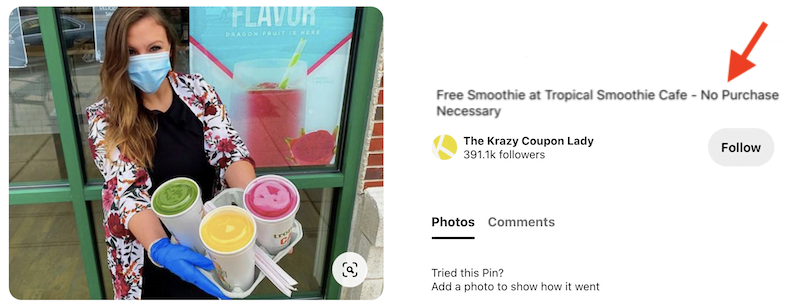 FLAVOR
DRAGON FRUIT IS HERE
Free Smoothie at Tropical Smoothie Cafe - No Purchase
Necessary
The Krazy Coupon Lady
391.1k followers
Follow
Photos
Comments
Tried this Pin?
Add a photo to show how it went